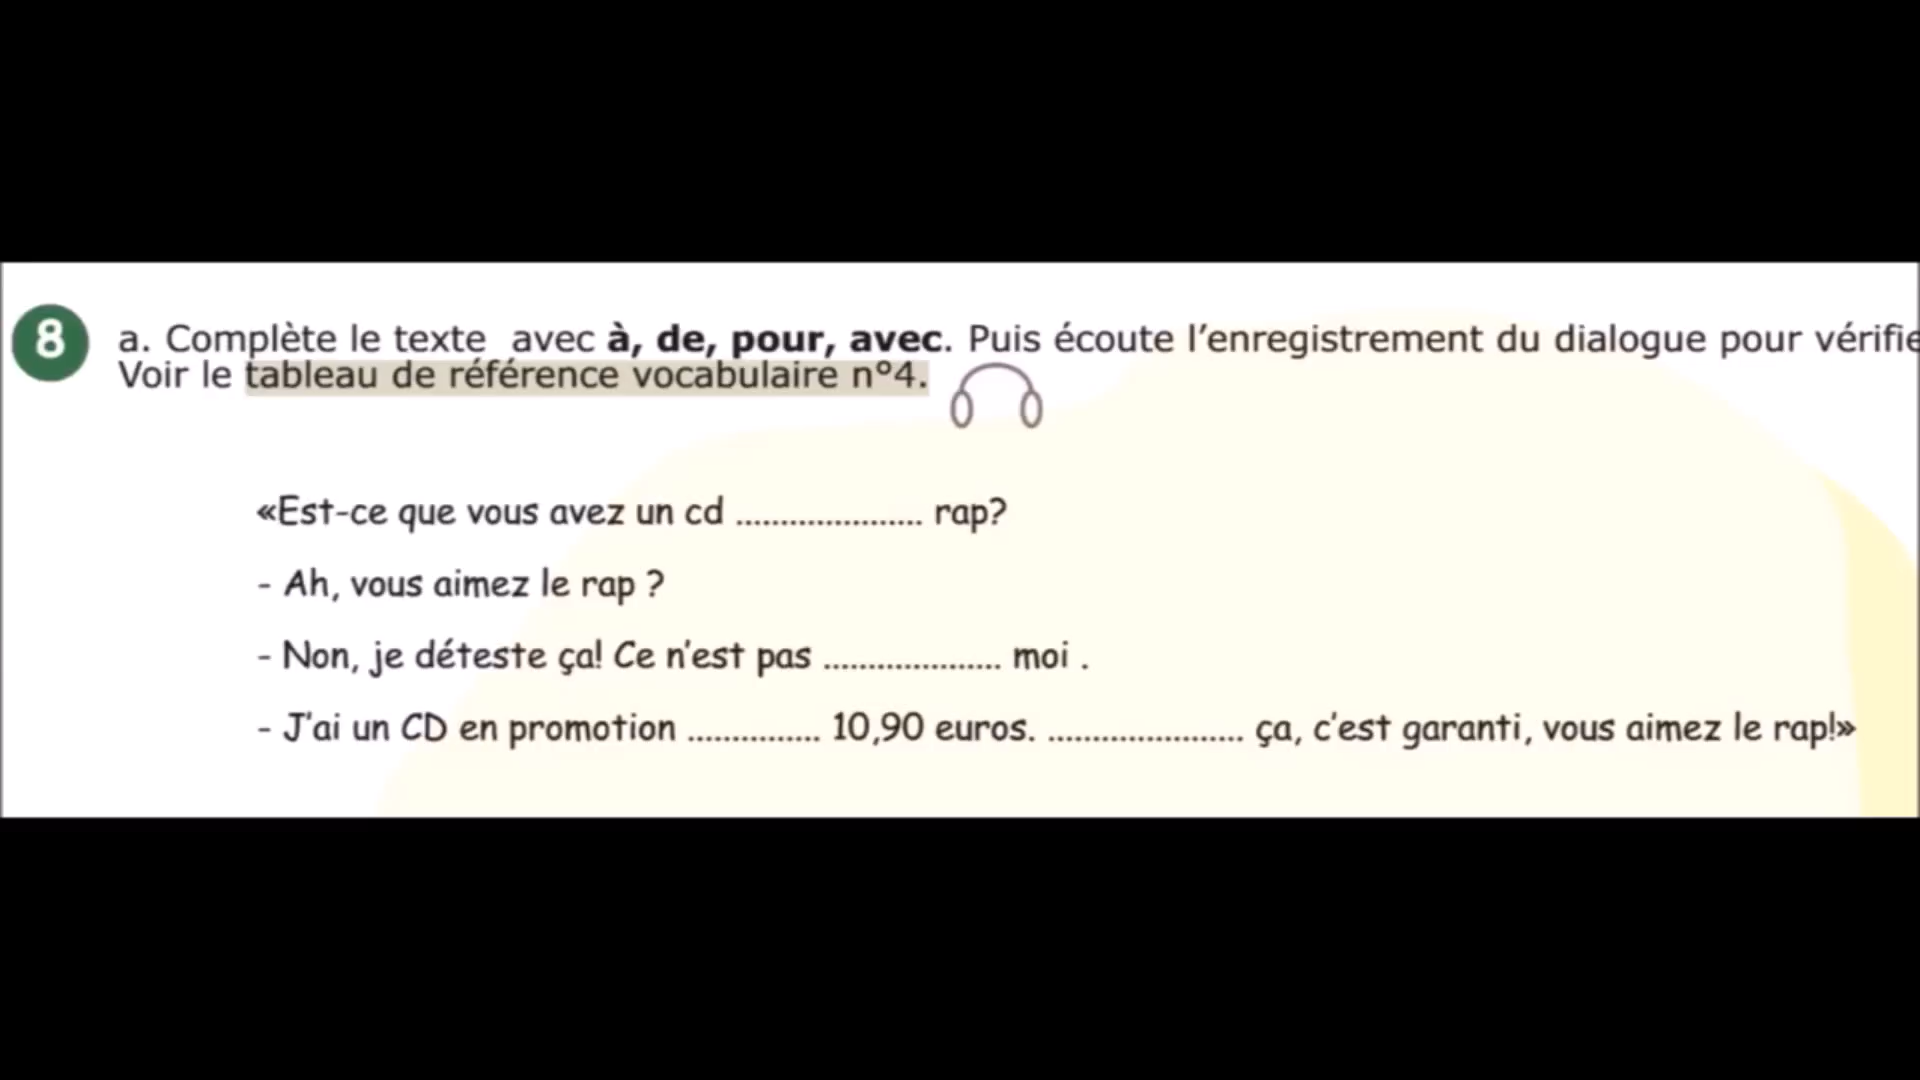 8 a. Complète le texte  avec à, de, pour, avec. Puis écoute l'enregistrement du dialogue pour vérifie
Voir le tableau de référence vocabulaire n°4.
«Est-ce que vous avez un cd ..................... rap?
- Ah, vous aimez le rap ?
- Non, je déteste ça! Ce n'est pas .................... moi .
- J'ai un CD en promotion ............... 10,90 euros. ...................... ça, c'est garanti, vous aimez le rap!»